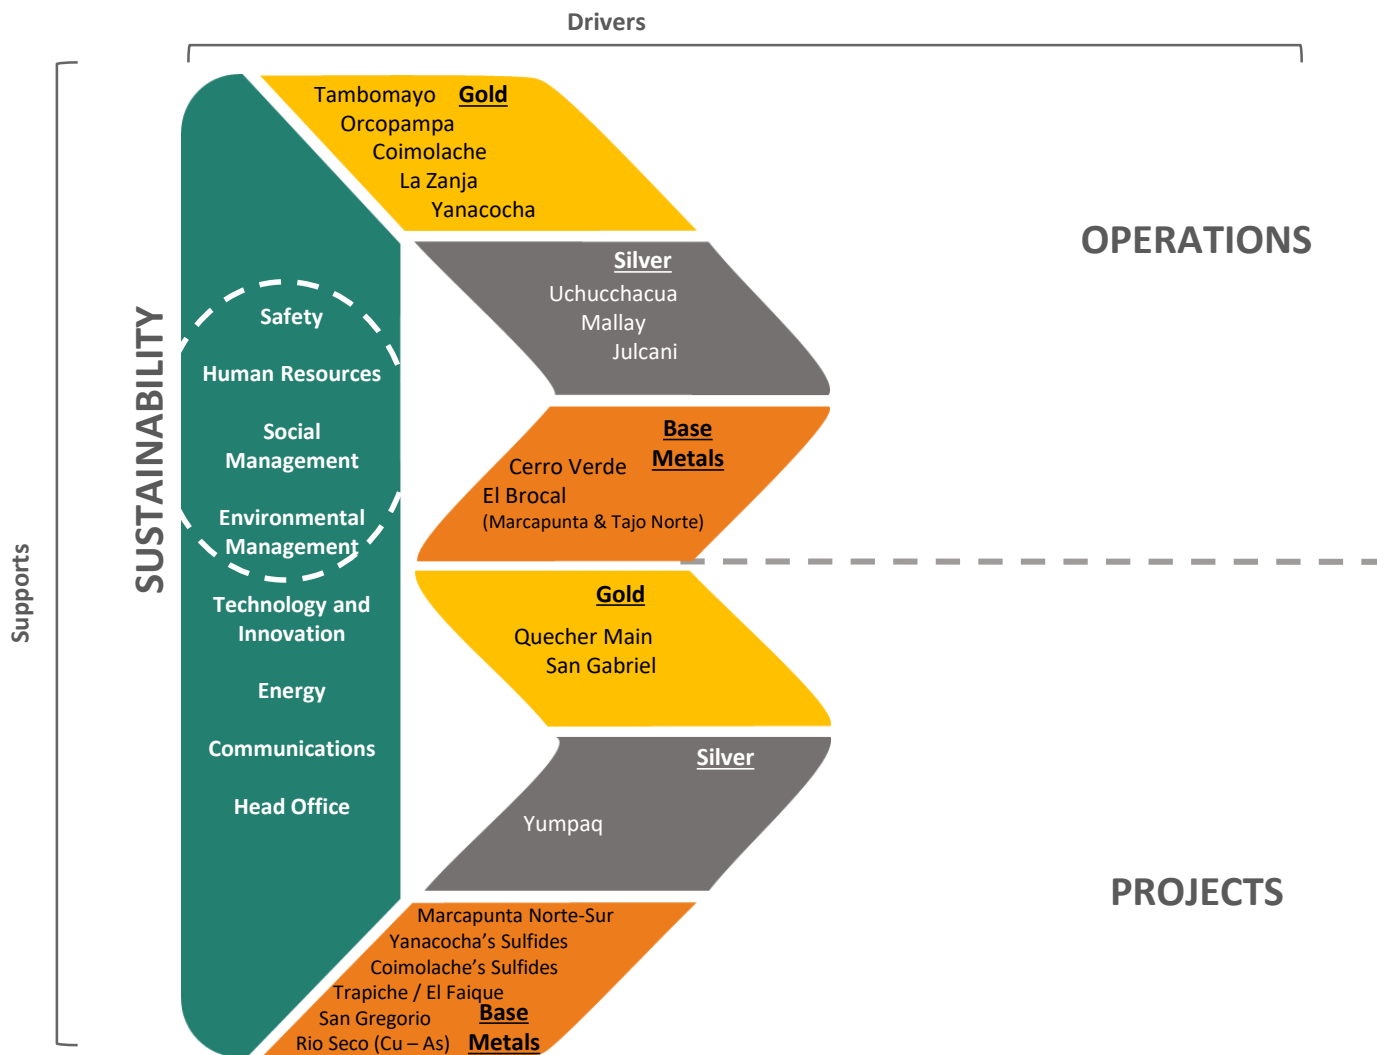 Drivers
Supports
SUSTAINABILITY
Safety
Human Resources
Social
Management
Environmental
Management
Technology and
Innovation
Energy
Communications
Head Office
Tambomayo Gold
Orcopampa
Coimolache
La Zanja
Yanacocha
Silver
Uchucchacua
Mallay
Julcani
Base
Metals
Cerro Verde
El Brocal
(Marcapunta & Tajo Norte)
OPERATIONS
Gold
Quecher Main
San Gabriel
Silver
Yumpaq
Marcapunta Norte-Sur
Yanacocha’s Sulfides
Coimolache’s Sulfides
Trapiche / El Faique
San Gregorio
Rio Seco (Cu – As)
Base
Metals
PROJECTS